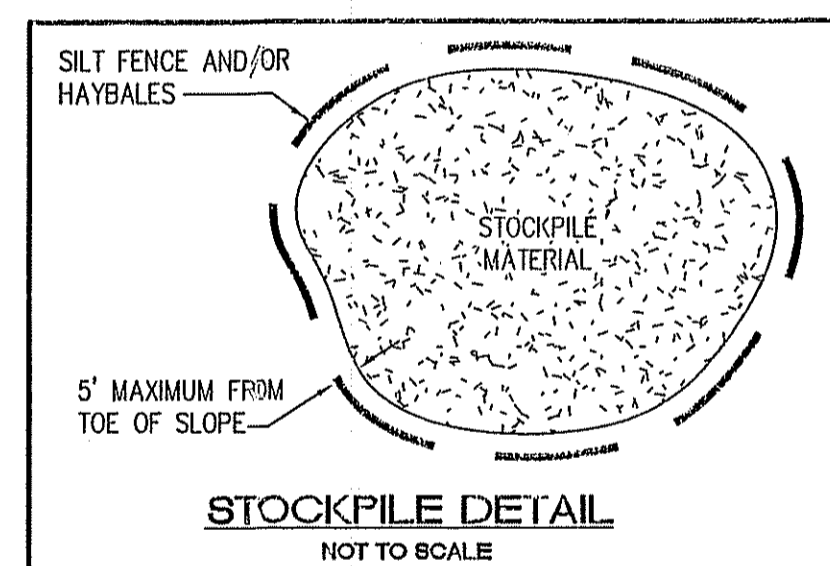 SILT FENCE AND/OR
HAYBALES
STOCKPILE
MATERIAL
5' MAXIMUM FROM
TOE OF SLOPE
STOCKPILE DETAIL
NOT TO SCALE